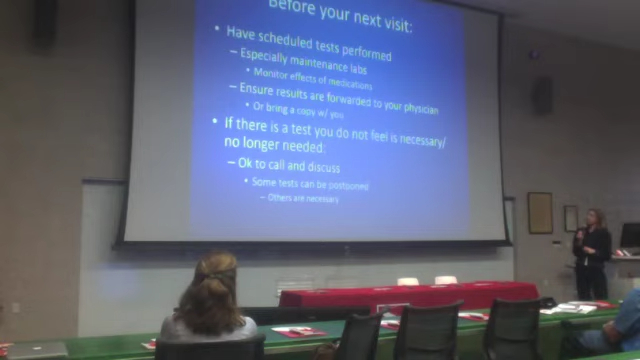 Before your next visit:
• Have scheduled tests performed
– Especially maintenance labs
• Monitor effects of medications
– Ensure results are forwarded to your physician
• Or bring a copy w/ you
• If there is a test you do not feel is necessary/
no longer needed:
– Ok to call and discuss
• Some tests can be postponed
– Others are necessary